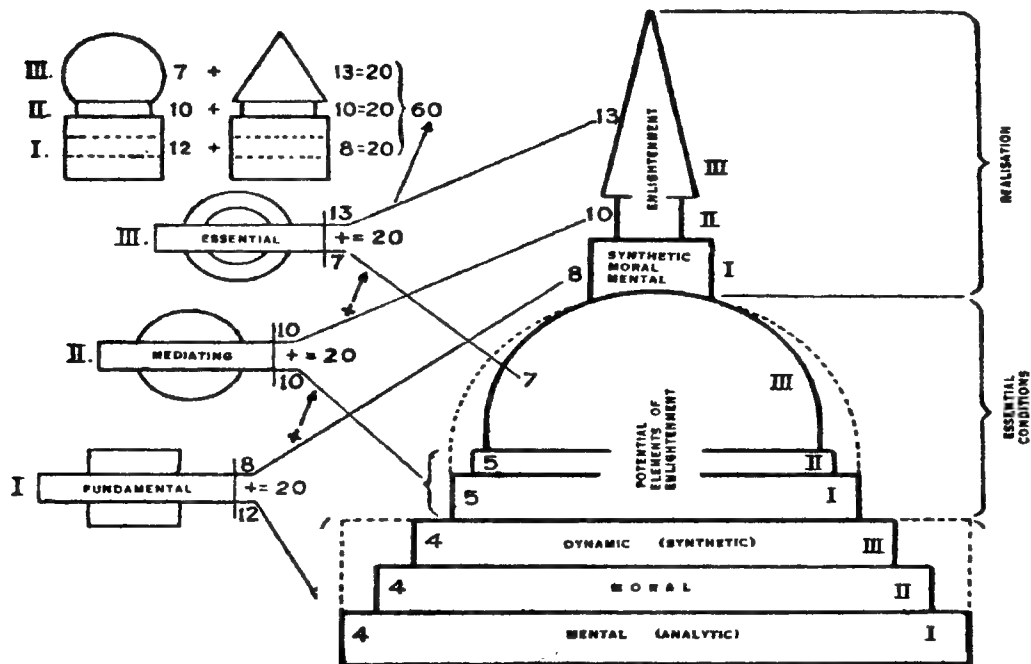 III. 7 + 13=20
II. 10 + 10=20 60
I. 12 + 8=20
III. ESSENTIAL 13 += 20 7
II. MEDIATING 10 += 20 10
I FUNDAMENTAL 8 += 20 12
+
+
13
ENLIGHTENMENT
III
10
II
8
SYNTHETIC
MORAL
MENTAL
I
REALISATION
7
III
POTENTIAL
ELEMENTS OF
ENLIGHTENMENT
5 II
5 I
ESSENTIAL
CONDITIONS
4 DYNAMIC (SYNTHETIC) III
4 MORAL II
4 MENTAL (ANALYTIC) I